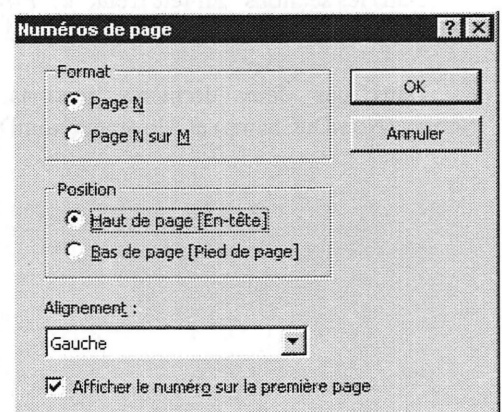 Numéros de page
Format
Page N
Page N sur M
OK
Annuler
Position
Haut de page [En-tête]
Bas de page [Pied de page]
Alignement :
Gauche
Afficher le numéro sur la première page